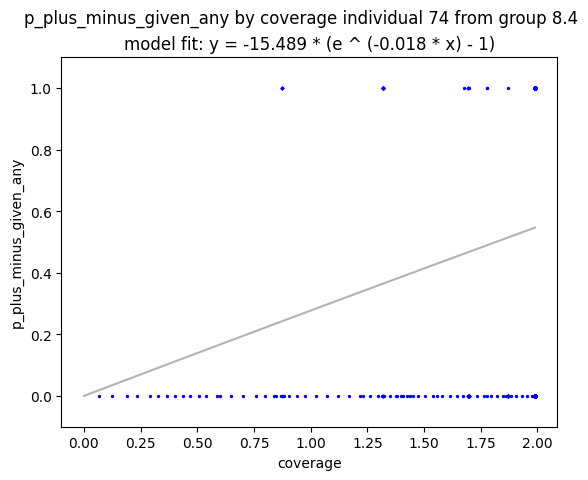 p_plus_minus_given_any by coverage individual 74 from group 8.4
model fit: y = -15.489 * (e ^ (-0.018 * x) - 1)
1.0
0.8
0.6
0.4
0.2
0.0
p_plus_minus_given_any
0.00 0.25 0.50 0.75 1.00 1.25 1.50 1.75 2.00
coverage